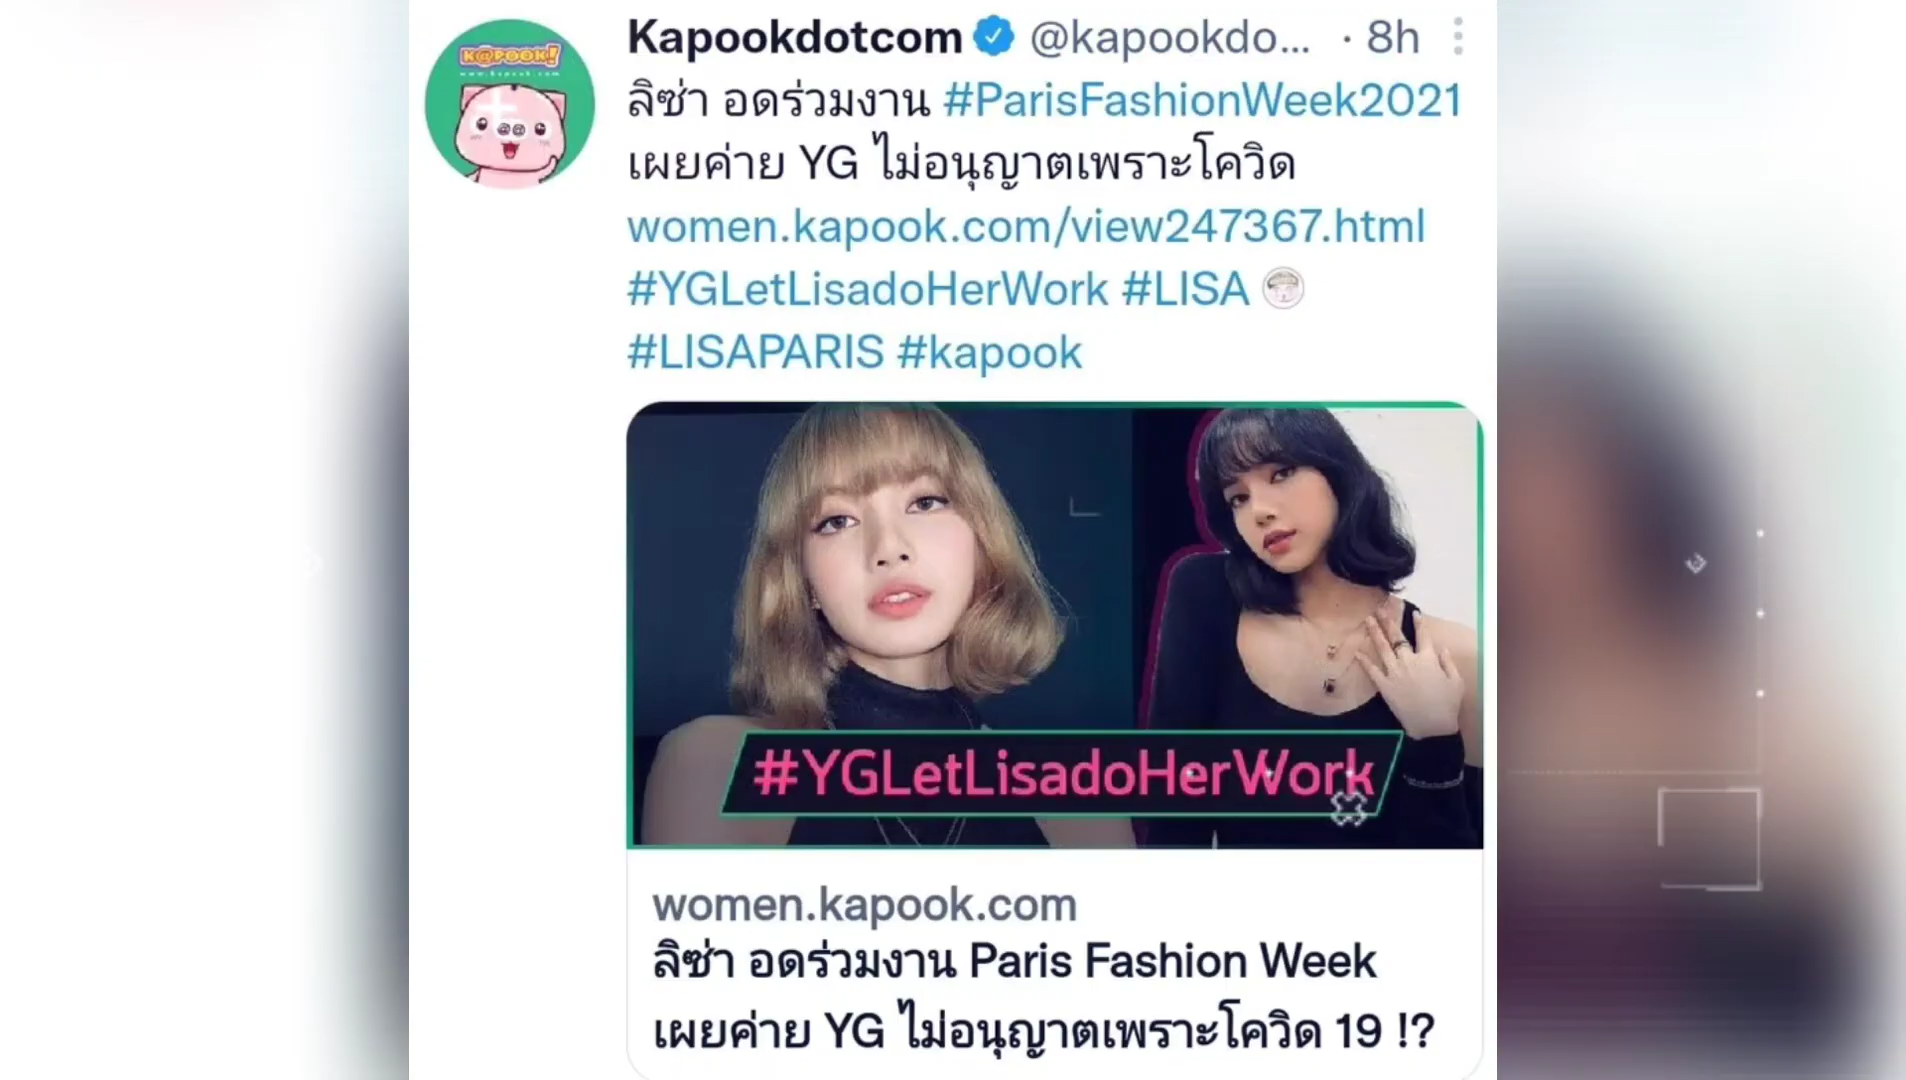 K@POOK!
www.kapook.com
Kapookdotcom @kapookdo... · 8h
ลิซ่า อดร่วมงาน #ParisFashionWeek2021
เผยค่าย YG ไม่อนุญาตเพราะโควิด
women.kapook.com/view247367.html
#YGLetLisadoHerWork #LISA
#LISAPARIS #kapook
#YGLetLisadoHerWork
women.kapook.com
ลิซ่า อดร่วมงาน Paris Fashion Week
เผยค่าย YG ไม่อนุญาตเพราะโควิด 19 !?